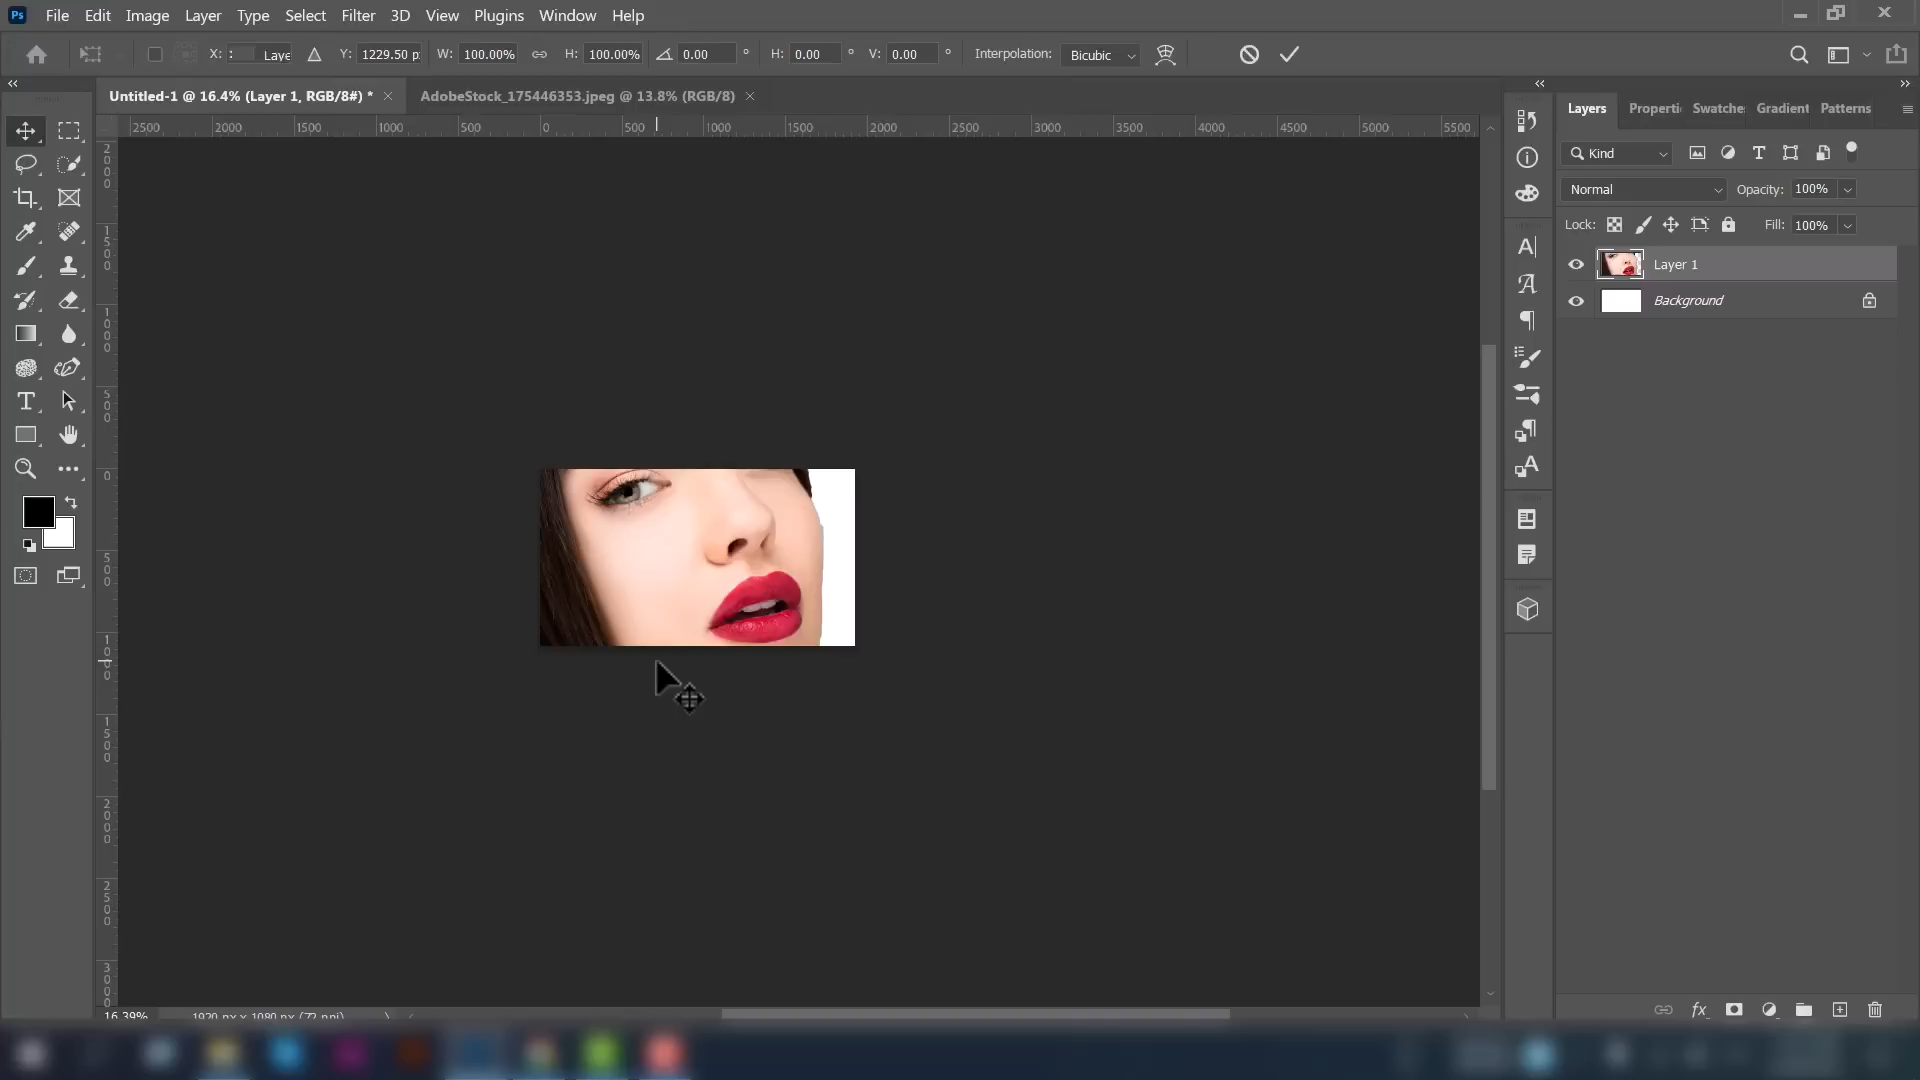 Ps File Edit Image Layer Type Select Filter 3D View Plugins Window Help
X: Laye Y: 1229.50 p W: 100.00% H: 100.00% 0.00 ° H: 0.00 ° V: 0.00 ° Interpolation: Bicubic
Untitled-1 @ 16.4% (Layer 1, RGB/8#) * AdobeStock_175446353.jpeg @ 13.8% (RGB/8)
Layers Properti Swatche Gradient Patterns
2500 2000 1500 1000 500 0 500 1000 1500 2000 2500 3000 3500 4000 4500 5000 5500
2000
1500
1000
500
0
500
1000
1500
2000
2500
3000
Kind
Normal Opacity: 100%
Lock: Fill: 100%
Layer 1
Background
16.39% 1920 px x 1080 px (72 ppi)
fx